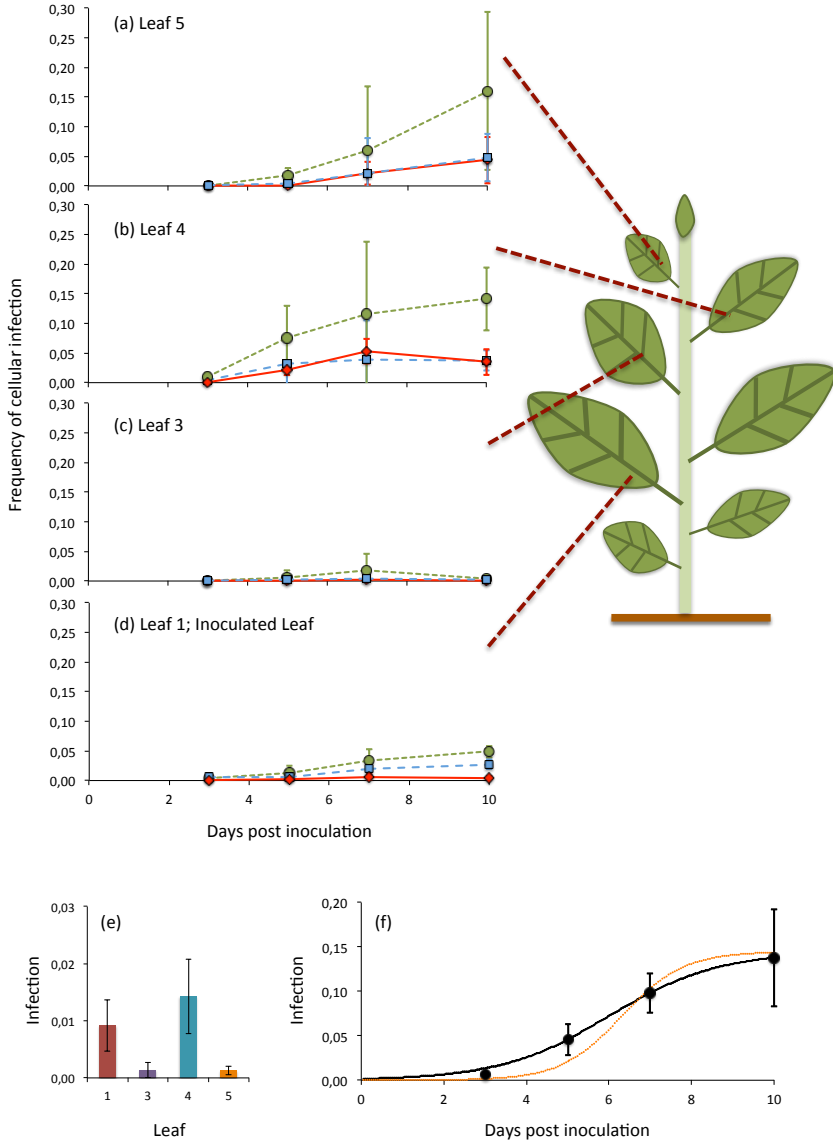 0,30
(a) Leaf 5
0,25
0,20
0,15
0,10
0,05
0,00
0,30
(b) Leaf 4
0,25
0,20
0,15
0,10
0,05
0,00
Frequency of cellular infection
0,30
(c) Leaf 3
0,25
0,20
0,15
0,10
0,05
0,00
0,30
(d) Leaf 1; Inoculated Leaf
0,25
0,20
0,15
0,10
0,05
0,00
0 2 4 6 8 10
Days post inoculation
(e)
0,03
0,02
0,01
0,00
Infection
1 3 4 5
Leaf
(f)
0,20
0,15
0,10
0,05
0,00
Infection
0 2 4 6 8 10
Days post inoculation